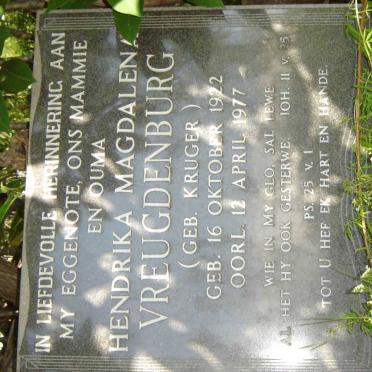 IN LIEFDEVOLLE HERINNERING AAN
MY EGGENOTE, ONS MAMMIE
EN OUMA
HENDRIKA MAGDALENA
VREUGDENBURG
(GEB. KRUGER)
GEB. 16 OKTOBER 1922
OORL. 12 APRIL 1977
WIE IN MY GLO, SAL LEWE
AL HET HY OOK GESTERWE. JOH. 11 V. 25
PS. 25 V. 1
TOT U HEF EK HART EN HANDE.